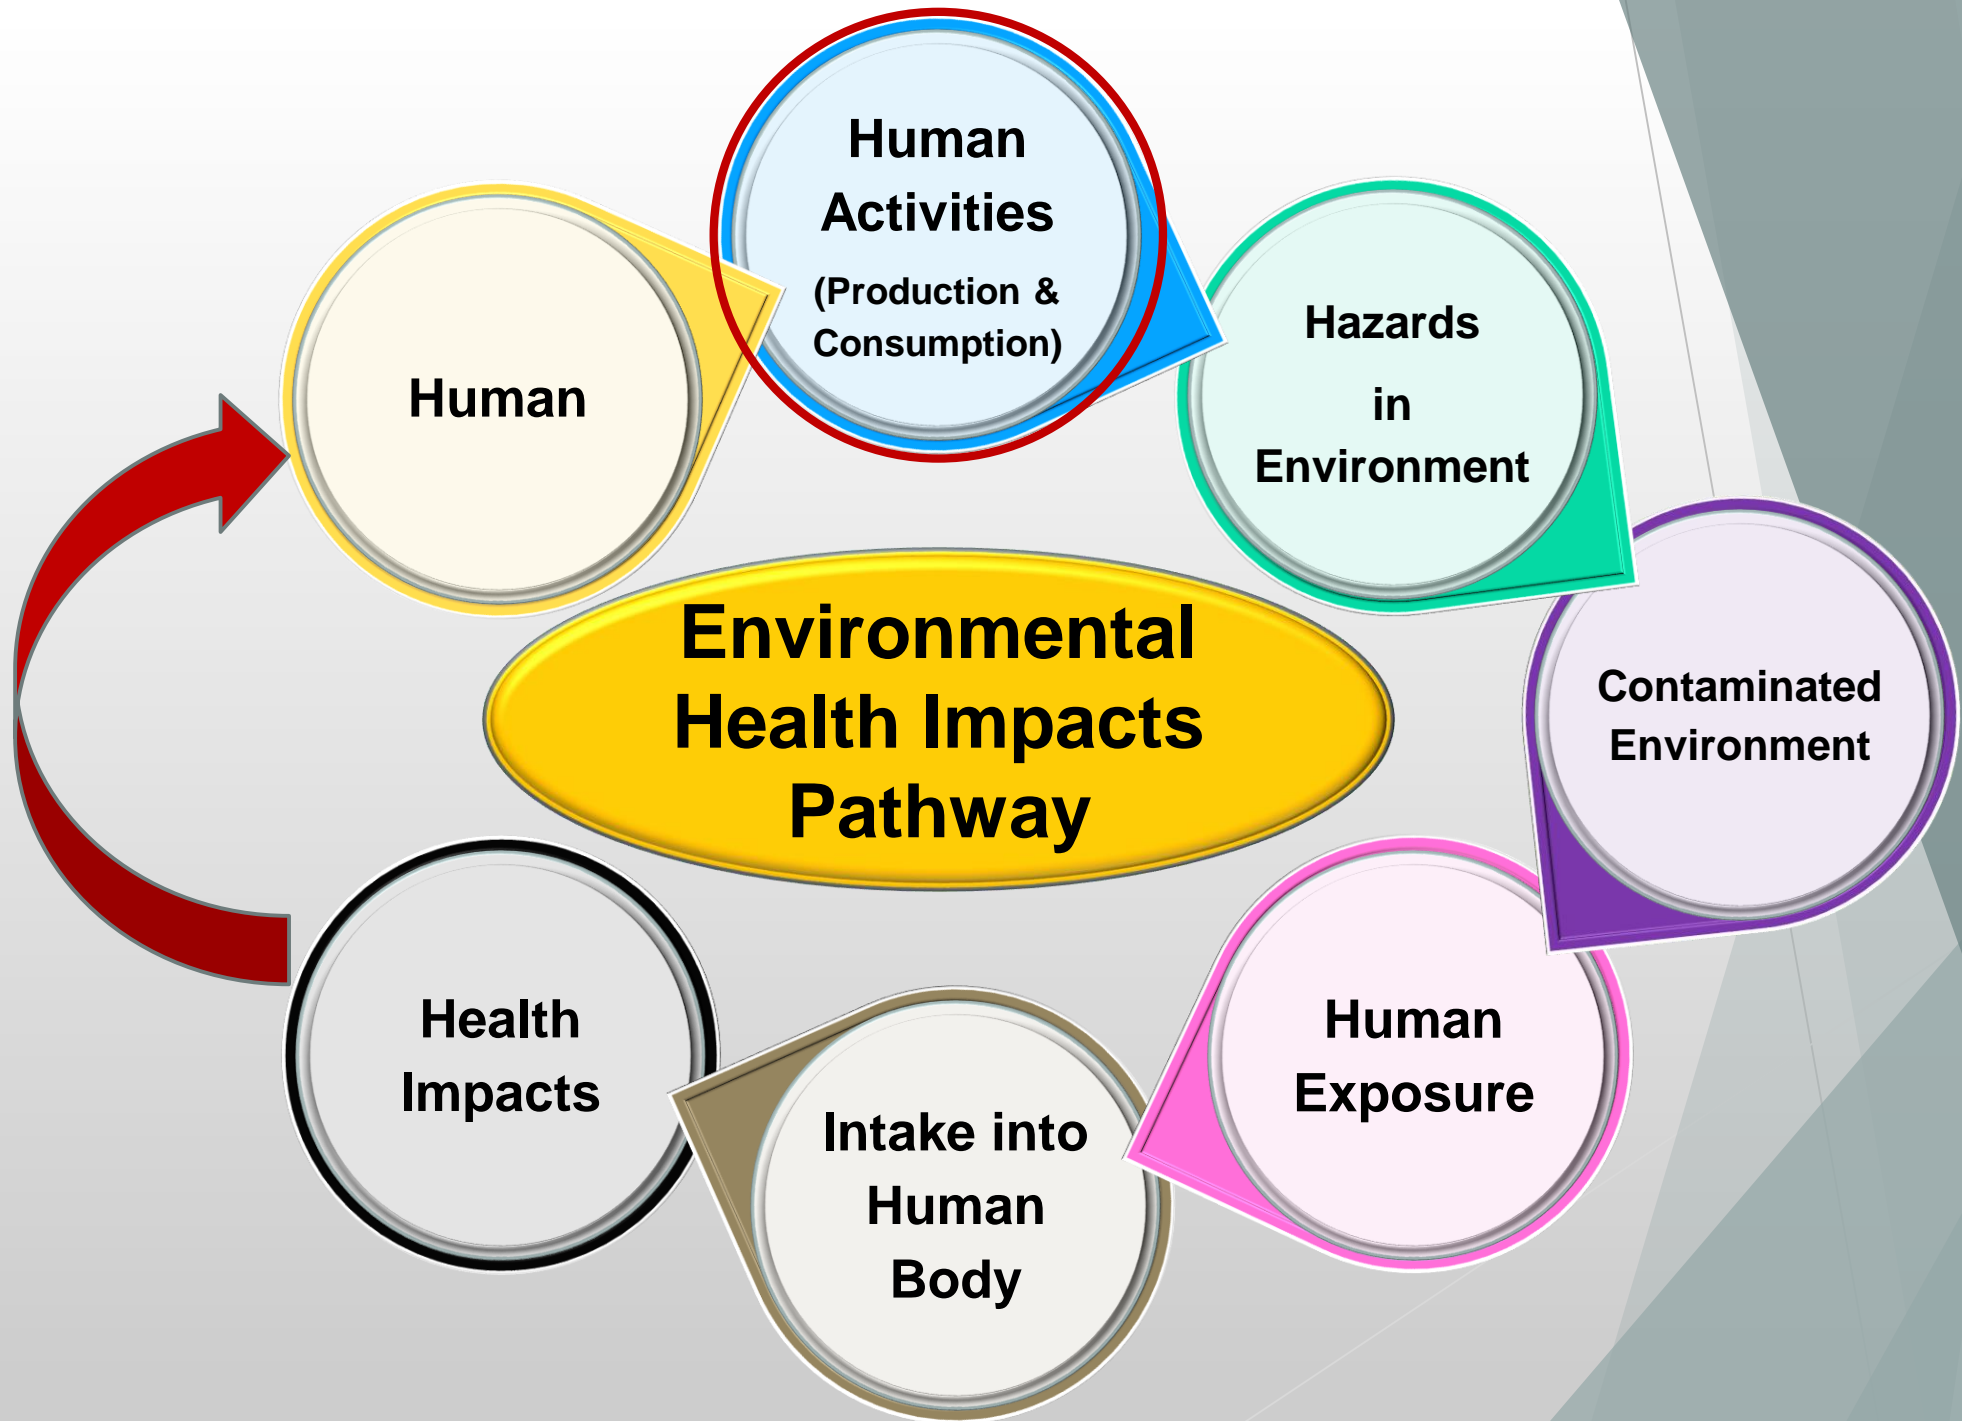 Human
Activities
(Production &
Consumption)
Human
Hazards
in
Environment
Environmental
Health Impacts
Pathway
Contaminated
Environment
Human
Exposure
Intake into
Human
Body
Health
Impacts